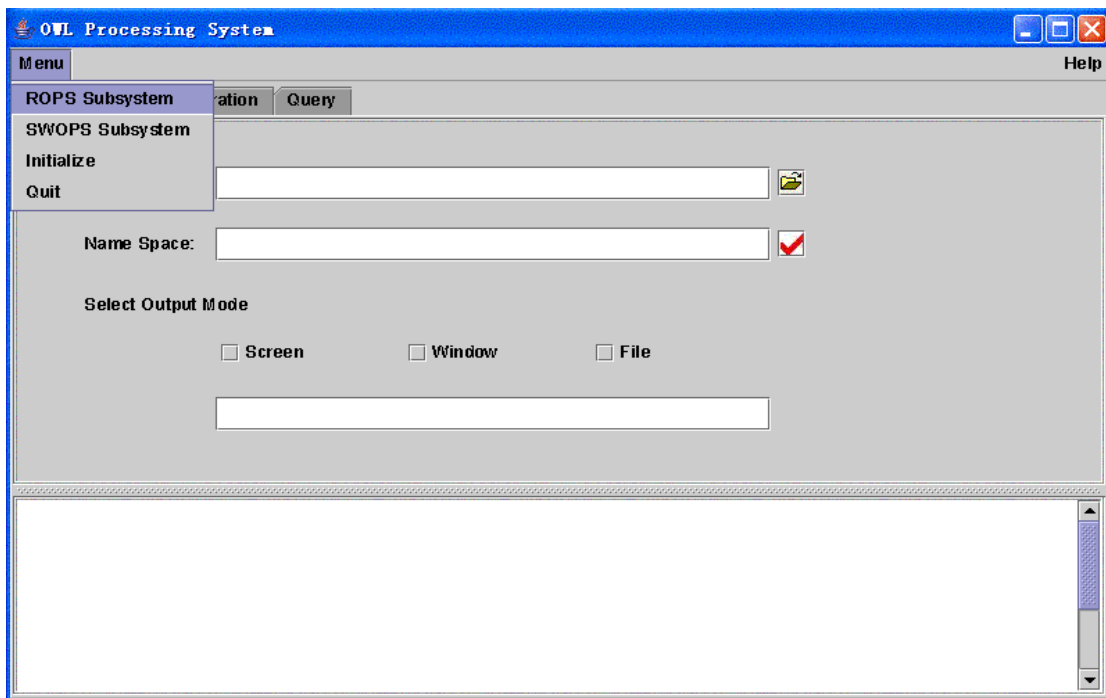 OWL Processing System
Menu Help
ROPS Subsystem
SWOPS Subsystem
Initialize
Quit
Query
Name Space:
Select Output Mode
Screen Window File